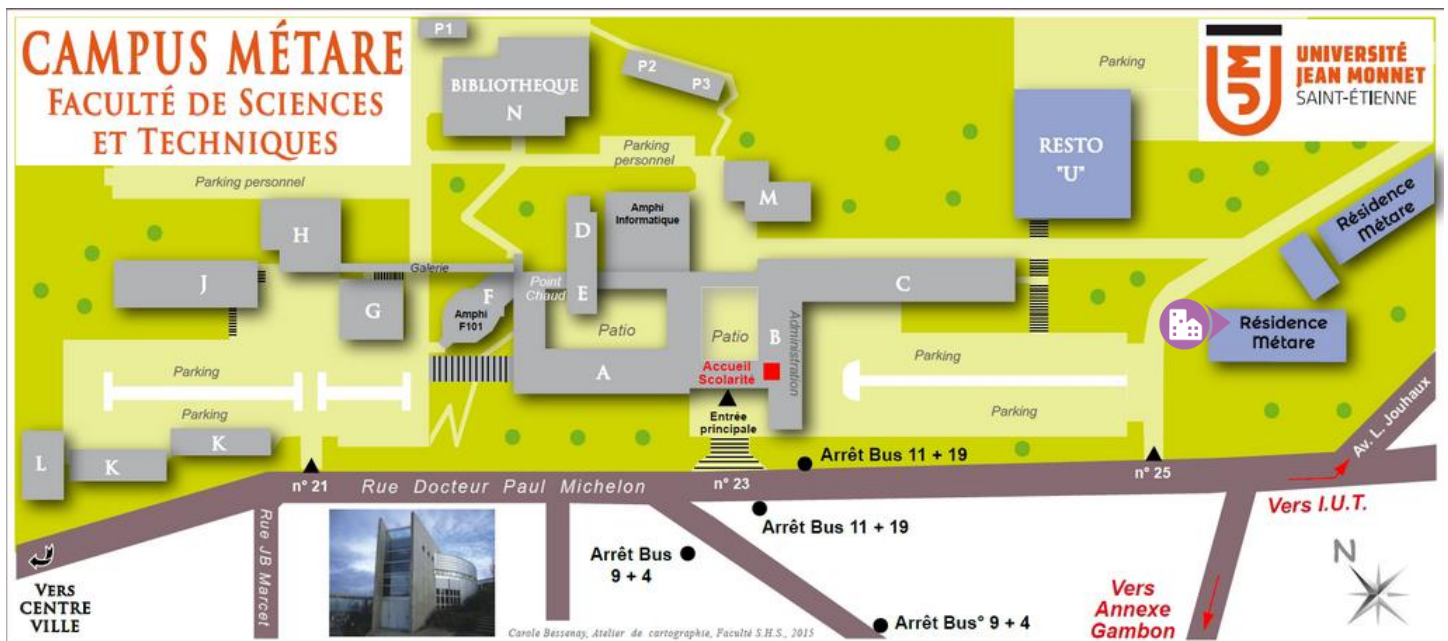 CAMPUS MÉTARE
FACULTÉ DE SCIENCES
ET TECHNIQUES
P1
BIBLIOTHEQUE
N
P2
P3
Parking
UNIVERSITÉ
JEAN MONNET
SAINT-ÉTIENNE
UJM
RESTO
"U"
Parking
personnel
Parking personnel
M
Amphi
Informatique
D
E
H
J
Galerie
G
F
Amphi
F101
Point
Chaud
Patio
Patio
A
B
Administration
C
Résidence
Métare
Résidence
Métare
Accueil
Scolarité
Entrée
principale
Parking
Parking
Parking
Parking
K
K
L
Arrêt Bus 11 + 19
n° 21
Rue Docteur Paul Michelon
n° 23
n° 25
Av. L. Jouhaux
Vers I.U.T.
Arrêt Bus 11 + 19
Arrêt Bus
9 + 4
Rue JB Marcet
VERS
CENTRE
VILLE
Vers
Annexe
Gambon
N
Arrêt Bus° 9 + 4
Carole Bessenay, Atelier de cartographie, Faculté S.H.S., 2015